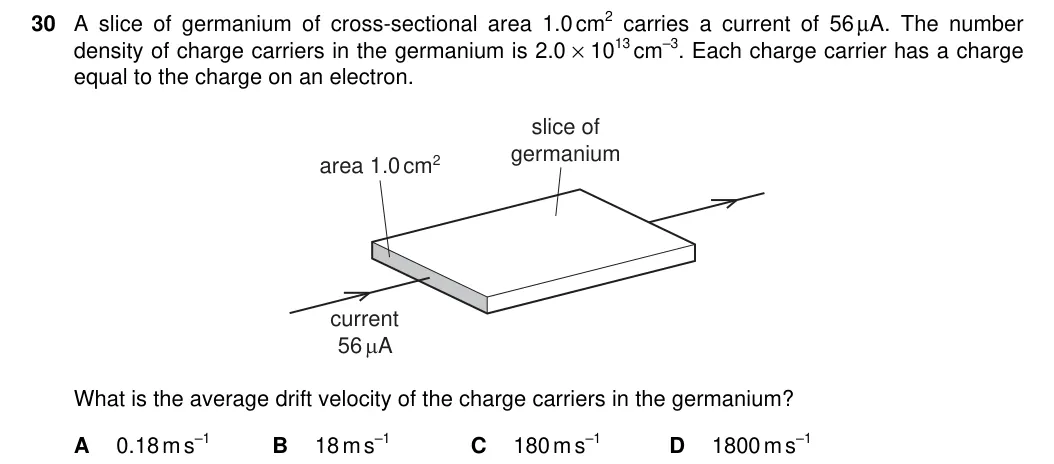 30 A slice of germanium of cross-sectional area 1.0 cm² carries a current of 56 μA. The number
density of charge carriers in the germanium is 2.0 × 10¹³ cm⁻³. Each charge carrier has a charge
equal to the charge on an electron.
slice of
germanium
area 1.0 cm²
current
56 μA
What is the average drift velocity of the charge carriers in the germanium?
A 0.18 m s⁻¹ B 18 m s⁻¹ C 180 m s⁻¹ D 1800 m s⁻¹